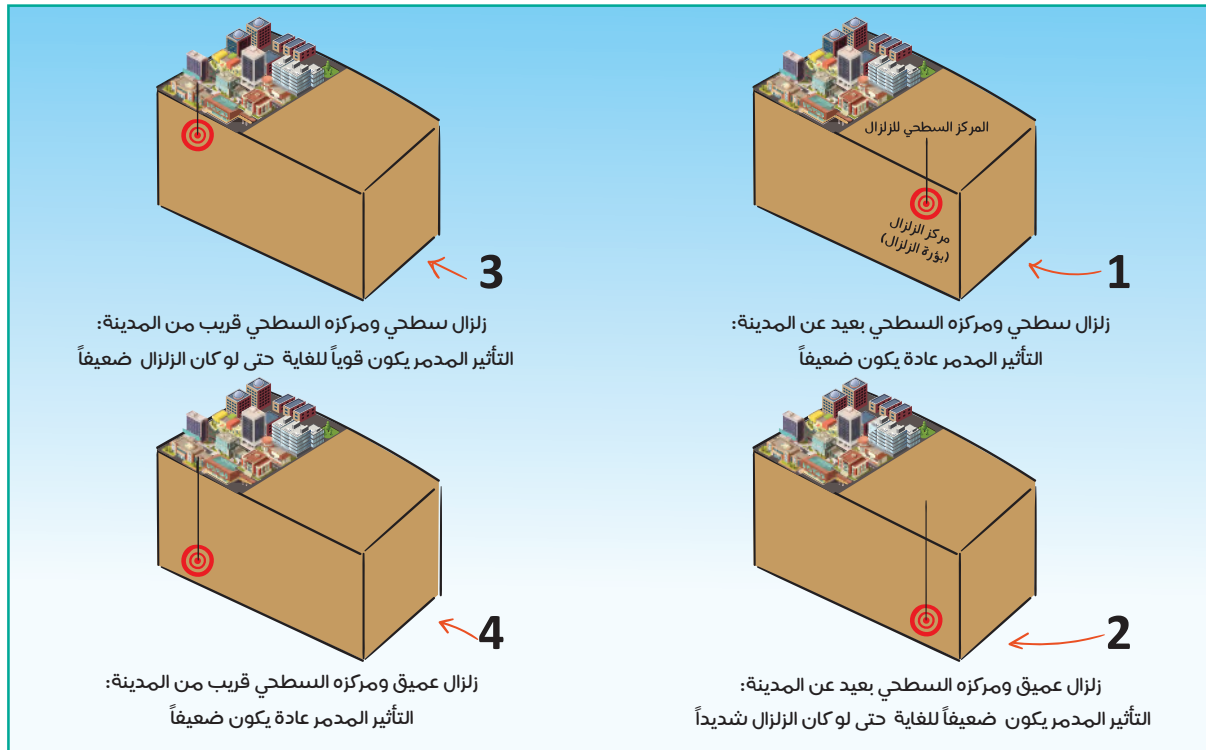 المركز السطحي للزلزال
مركز الزلزال
(بؤرة الزلزال)
1
زلزال سطحي ومركزه السطحي بعيد عن المدينة:
التأثير المدمر عادة يكون ضعيفاً
2
زلزال عميق ومركزه السطحي بعيد عن المدينة:
التأثير المدمر يكون ضعيفاً للغاية حتى لو كان الزلزال شديداً
3
زلزال سطحي ومركزه السطحي قريب من المدينة:
التأثير المدمر يكون قوياً للغاية حتى لو كان الزلزال ضعيفاً
4
زلزال عميق ومركزه السطحي قريب من المدينة:
التأثير المدمر عادة يكون ضعيفاً